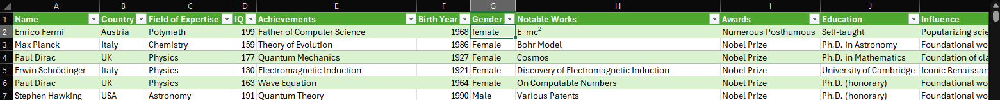 A B C D E F G H I J
1 Name Country Field of Expertise IQ Achievements Birth Year Gender Notable Works Awards Education Influence
2 Enrico Fermi Austria Polymath 199 Father of Computer Science 1968 female E=mc² Numerous Posthumous Self-taught Popularizing scie
3 Max Planck Italy Chemistry 159 Theory of Evolution 1986 Female Bohr Model Nobel Prize Ph.D. in Astronomy Foundational wo
4 Paul Dirac UK Physics 177 Quantum Mechanics 1927 Female Cosmos Nobel Prize Ph.D. in Mathematics Foundation of cla
5 Erwin Schrödinger Italy Physics 130 Electromagnetic Induction 1921 Female Discovery of Electromagnetic Induction Nobel Prize University of Cambridge Iconic Renaissan
6 Paul Dirac UK Physics 163 Wave Equation 1964 Female On Computable Numbers Nobel Prize Ph.D. (honorary) Foundational wo
7 Stephen Hawking USA Astronomy 191 Quantum Theory 1990 Male Various Patents Nobel Prize Ph.D. (honorary) Foundational wo